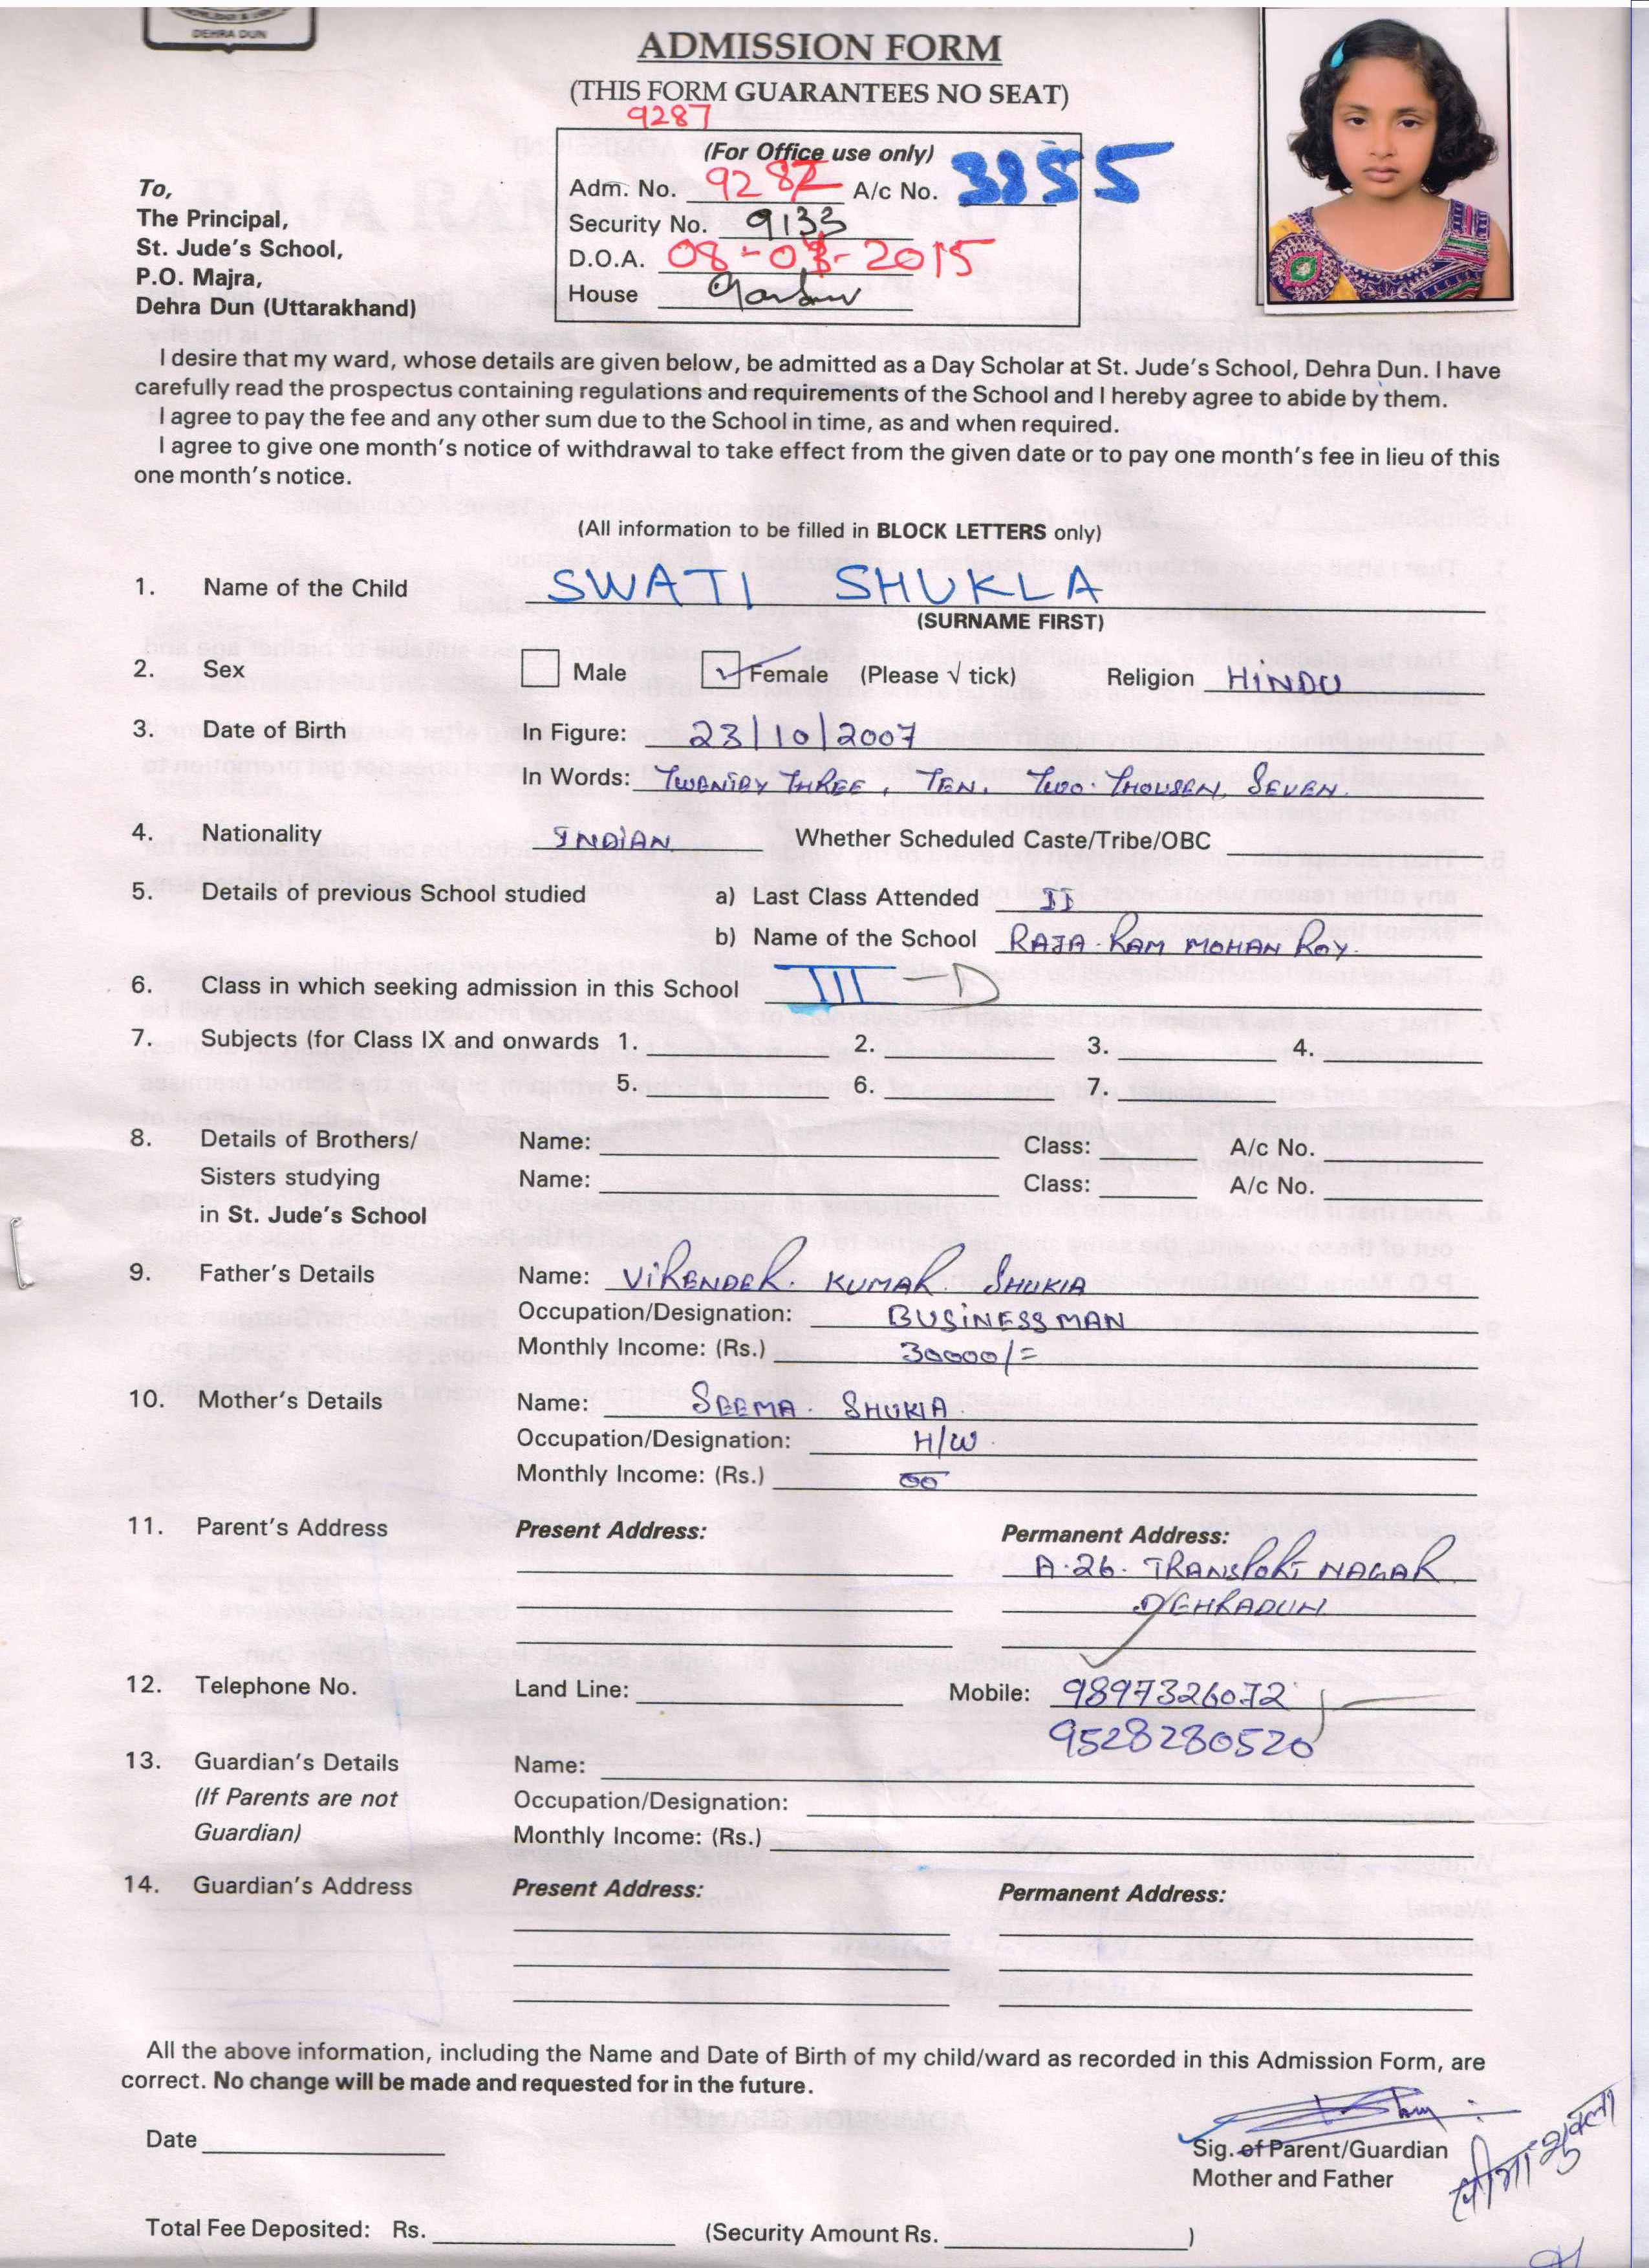 DEHRA DUN
ADMISSION FORM
(THIS FORM GUARANTEES NO SEAT)
9287
(For Office use only)
Adm. No. 9287 A/c No. 3855
Security No. 9133
D.O.A. 08-03-2015
House
To,
The Principal,
St. Jude's School,
P.O. Majra,
Dehra Dun (Uttarakhand)
I desire that my ward, whose details are given below, be admitted as a Day Scholar at St. Jude's School, Dehra Dun. I have
carefully read the prospectus containing regulations and requirements of the School and I hereby agree to abide by them.
I agree to pay the fee and any other sum due to the School in time, as and when required.
I agree to give one month's notice of withdrawal to take effect from the given date or to pay one month's fee in lieu of this
one month's notice.
(All information to be filled in BLOCK LETTERS only)
1. Name of the Child SWATI SHUKLA
(SURNAME FIRST)
2. Sex Male Female (Please √ tick) Religion HINDU
3. Date of Birth In Figure: 23/10/2007
In Words: TWENTEY THREE, TEN. TWO. THOUSEN, SEVEN.
4. Nationality INDIAN Whether Scheduled Caste/Tribe/OBC
5. Details of previous School studied a) Last Class Attended II
b) Name of the School RAJA RAM MOHAN ROY.
6. Class in which seeking admission in this School III - D
7. Subjects (for Class IX and onwards 1. 2. 3. 4.
5. 6. 7.
8. Details of Brothers/ Name: Class: A/c No.
Sisters studying Name: Class: A/c No.
in St. Jude's School
9. Father's Details Name: VIRENDER. KUMAR. SHUKLA
Occupation/Designation: BUSINESSMAN
Monthly Income: (Rs.) 30000/=
10. Mother's Details Name: SEEMA. SHUKLA.
Occupation/Designation: H/W.
Monthly Income: (Rs.) 00
11. Parent's Address Present Address: Permanent Address:
A.26. TRANSPORT NAGAR
DEHRADUN
12. Telephone No. Land Line: Mobile: 9897326072
9528280520
13. Guardian's Details Name:
(If Parents are not Occupation/Designation:
Guardian) Monthly Income: (Rs.)
14. Guardian's Address Present Address: Permanent Address:
All the above information, including the Name and Date of Birth of my child/ward as recorded in this Admission Form, are
correct. No change will be made and requested for in the future.
Date Sig. of Parent/Guardian
Mother and Father
सीमा शुक्ला
Total Fee Deposited: Rs. (Security Amount Rs. )